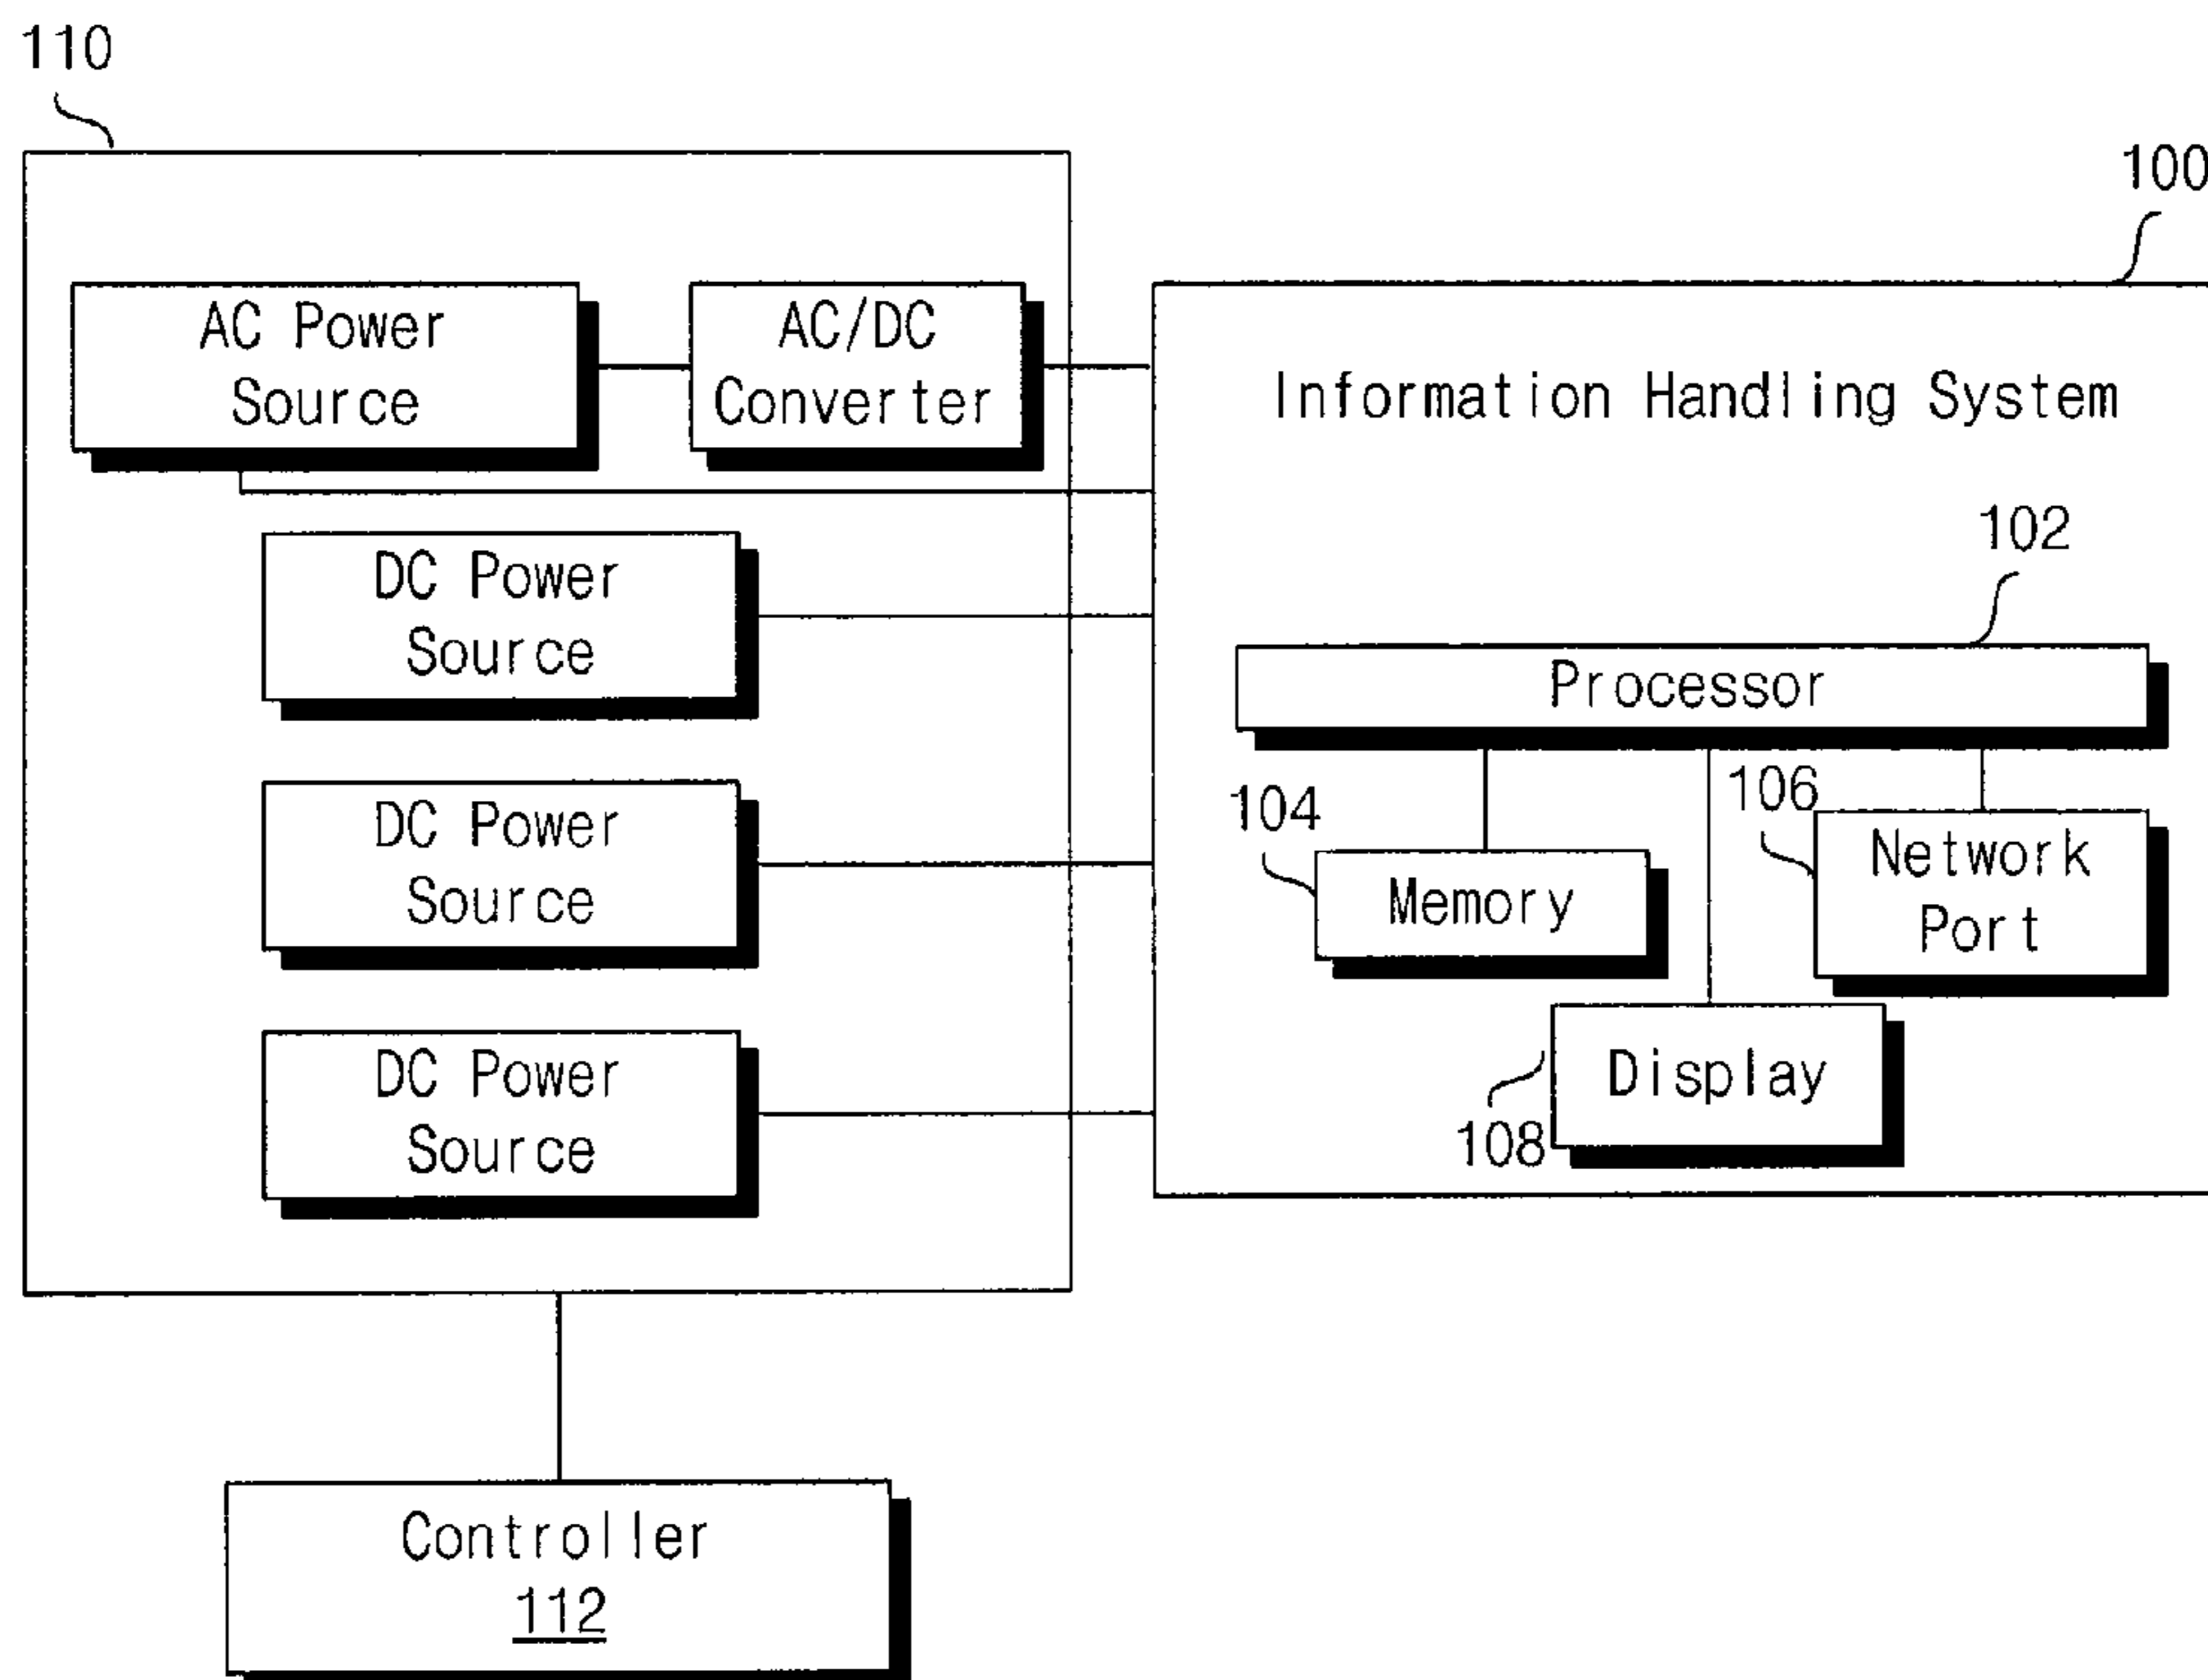 110
100
AC Power
Source
AC/DC
Converter
Information Handling System
DC Power
Source
102
Processor
DC Power
Source
104
106
Memory
Network
Port
DC Power
Source
Display
108
Controller
112